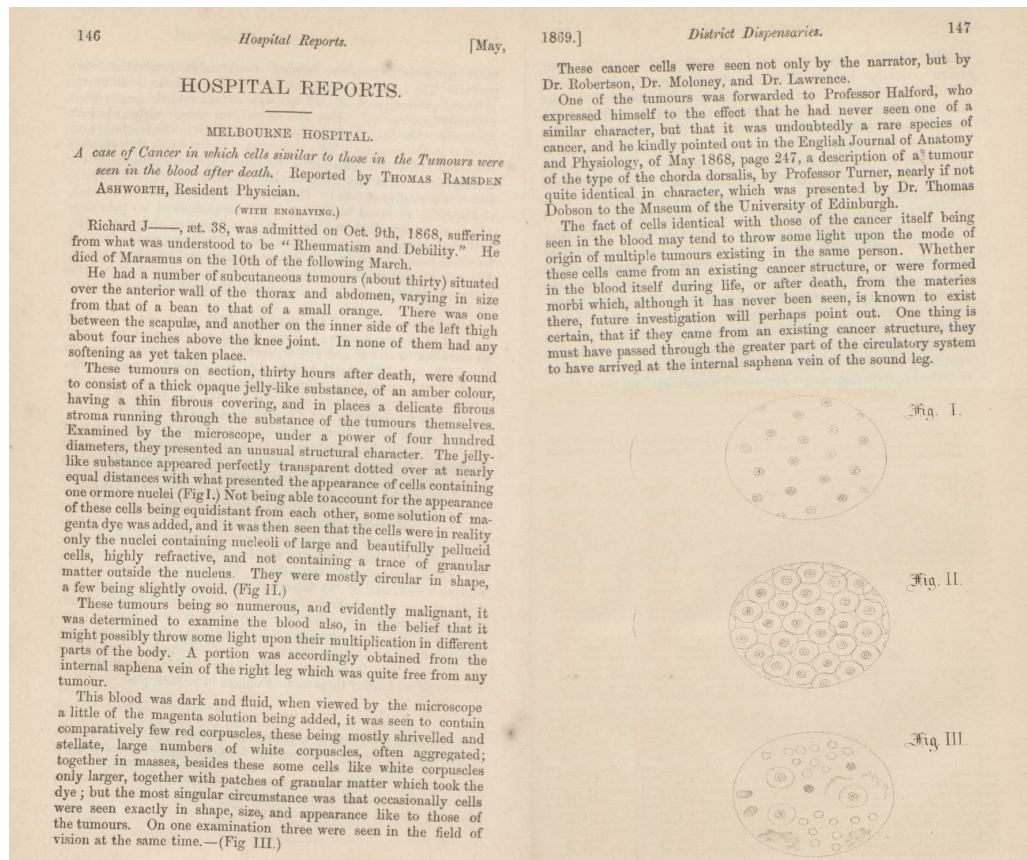 146
Hospital Reports.
[May,
HOSPITAL REPORTS.
MELBOURNE HOSPITAL.
A case of Cancer in which cells similar to those in the Tumours were
seen in the blood after death. Reported by THOMAS RAMSDEN
ASHWORTH, Resident Physician.
(WITH ENGRAVING.)
Richard J——, æt. 38, was admitted on Oct. 9th, 1868, suffering
from what was understood to be “Rheumatism and Debility.” He
died of Marasmus on the 10th of the following March.
He had a number of subcutaneous tumours (about thirty) situated
over the anterior wall of the thorax and abdomen, varying in size
from that of a bean to that of a small orange. There was one
between the scapulæ, and another on the inner side of the left thigh
about four inches above the knee joint. In none of them had any
softening as yet taken place.
These tumours on section, thirty hours after death, were found
to consist of a thick opaque jelly-like substance, of an amber colour,
having a thin fibrous covering, and in places a delicate fibrous
stroma running through the substance of the tumours themselves.
Examined by the microscope, under a power of four hundred
diameters, they presented an unusual structural character. The jelly-
like substance appeared perfectly transparent dotted over at nearly
equal distances with what presented the appearance of cells containing
one ormore nuclei (Fig I.) Not being able to account for the appearance
of these cells being equidistant from each other, some solution of ma-
genta dye was added, and it was then seen that the cells were in reality
only the nuclei containing nucleoli of large and beautifully pellucid
cells, highly refractive, and not containing a trace of granular
matter outside the nucleus. They were mostly circular in shape,
a few being slightly ovoid. (Fig II.)
These tumours being so numerous, and evidently malignant, it
was determined to examine the blood also, in the belief that it
might possibly throw some light upon their multiplication in different
parts of the body. A portion was accordingly obtained from the
internal saphena vein of the right leg which was quite free from any
tumour.
This blood was dark and fluid, when viewed by the microscope
a little of the magenta solution being added, it was seen to contain
comparatively few red corpuscles, these being mostly shrivelled and
stellate, large numbers of white corpuscles, often aggregated;
together in masses, besides these some cells like white corpuscles
only larger, together with patches of granular matter which took the
dye; but the most singular circumstance was that occasionally cells
were seen exactly in shape, size, and appearance like to those of
the tumours. On one examination three were seen in the field of
vision at the same time.—(Fig III.)
1869.]
District Dispensaries.
147
These cancer cells were seen not only by the narrator, but by
Dr. Robertson, Dr. Moloney, and Dr. Lawrence.
One of the tumours was forwarded to Professor Halford, who
expressed himself to the effect that he had never seen one of a
similar character, but that it was undoubtedly a rare species of
cancer, and he kindly pointed out in the English Journal of Anatomy
and Physiology, of May 1868, page 247, a description of a tumour
of the type of the chorda dorsalis, by Professor Turner, nearly if not
quite identical in character, which was presented by Dr. Thomas
Dobson to the Museum of the University of Edinburgh.
The fact of cells identical with those of the cancer itself being
seen in the blood may tend to throw some light upon the mode of
origin of multiple tumours existing in the same person. Whether
these cells came from an existing cancer structure, or were formed
in the blood itself during life, or after death, from the materies
morbi which, although it has never been seen, is known to exist
there, future investigation will perhaps point out. One thing is
certain, that if they came from an existing cancer structure, they
must have passed through the greater part of the circulatory system
to have arrived at the internal saphena vein of the sound leg.
Fig. I.
Fig. II.
Fig. III